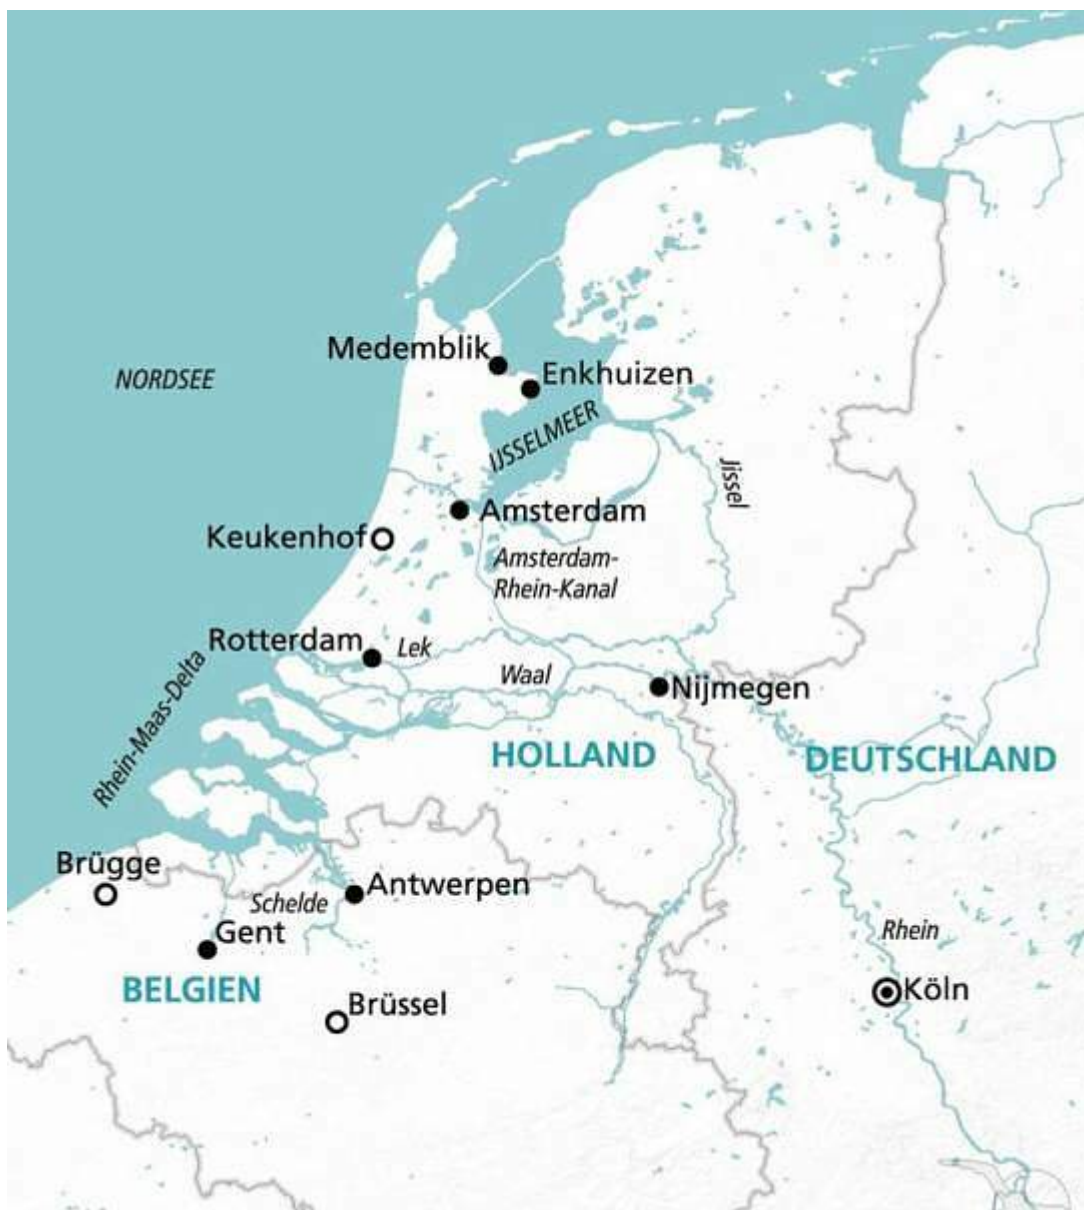 Medemblik
NORDSEE
Enkhuizen
IJSSELMEER
Jissel
Amsterdam
Keukenhof
Amsterdam-
Rhein-Kanal
Rotterdam
Lek
Rhein-Maas-Delta
Waal
Nijmegen
HOLLAND
DEUTSCHLAND
Brügge
Antwerpen
Schelde
Gent
Rhein
BELGIEN
Köln
Brüssel